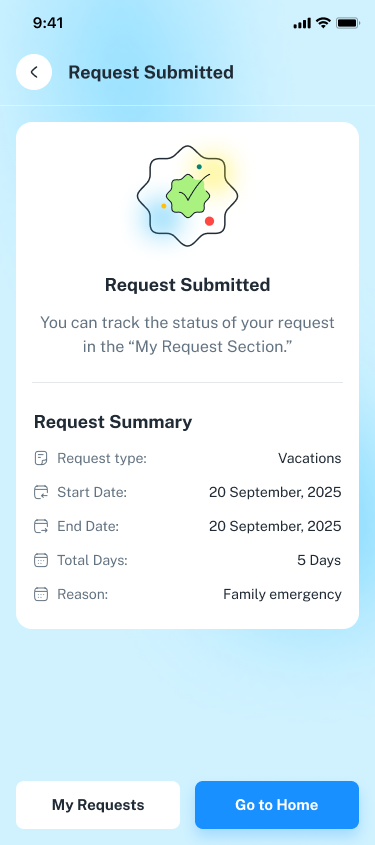 9:41
Request Submitted
Request Submitted
You can track the status of your request
in the “My Request Section.”
Request Summary
Request type: Vacations
Start Date: 20 September, 2025
End Date: 20 September, 2025
Total Days: 5 Days
Reason: Family emergency
My Requests Go to Home